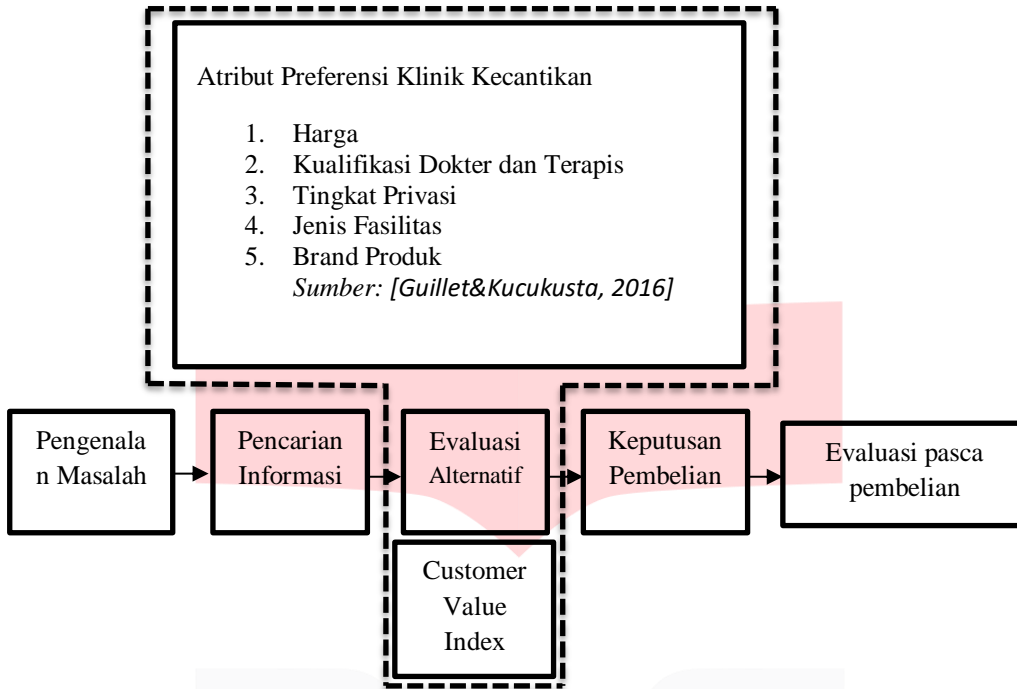 Atribut Preferensi Klinik Kecantikan
1. Harga
2. Kualifikasi Dokter dan Terapis
3. Tingkat Privasi
4. Jenis Fasilitas
5. Brand Produk
Sumber: [Guillet&Kucukusta, 2016]
Pengenala
n Masalah
Pencarian
Informasi
Evaluasi
Alternatif
Keputusan
Pembelian
Evaluasi pasca
pembelian
Customer
Value
Index